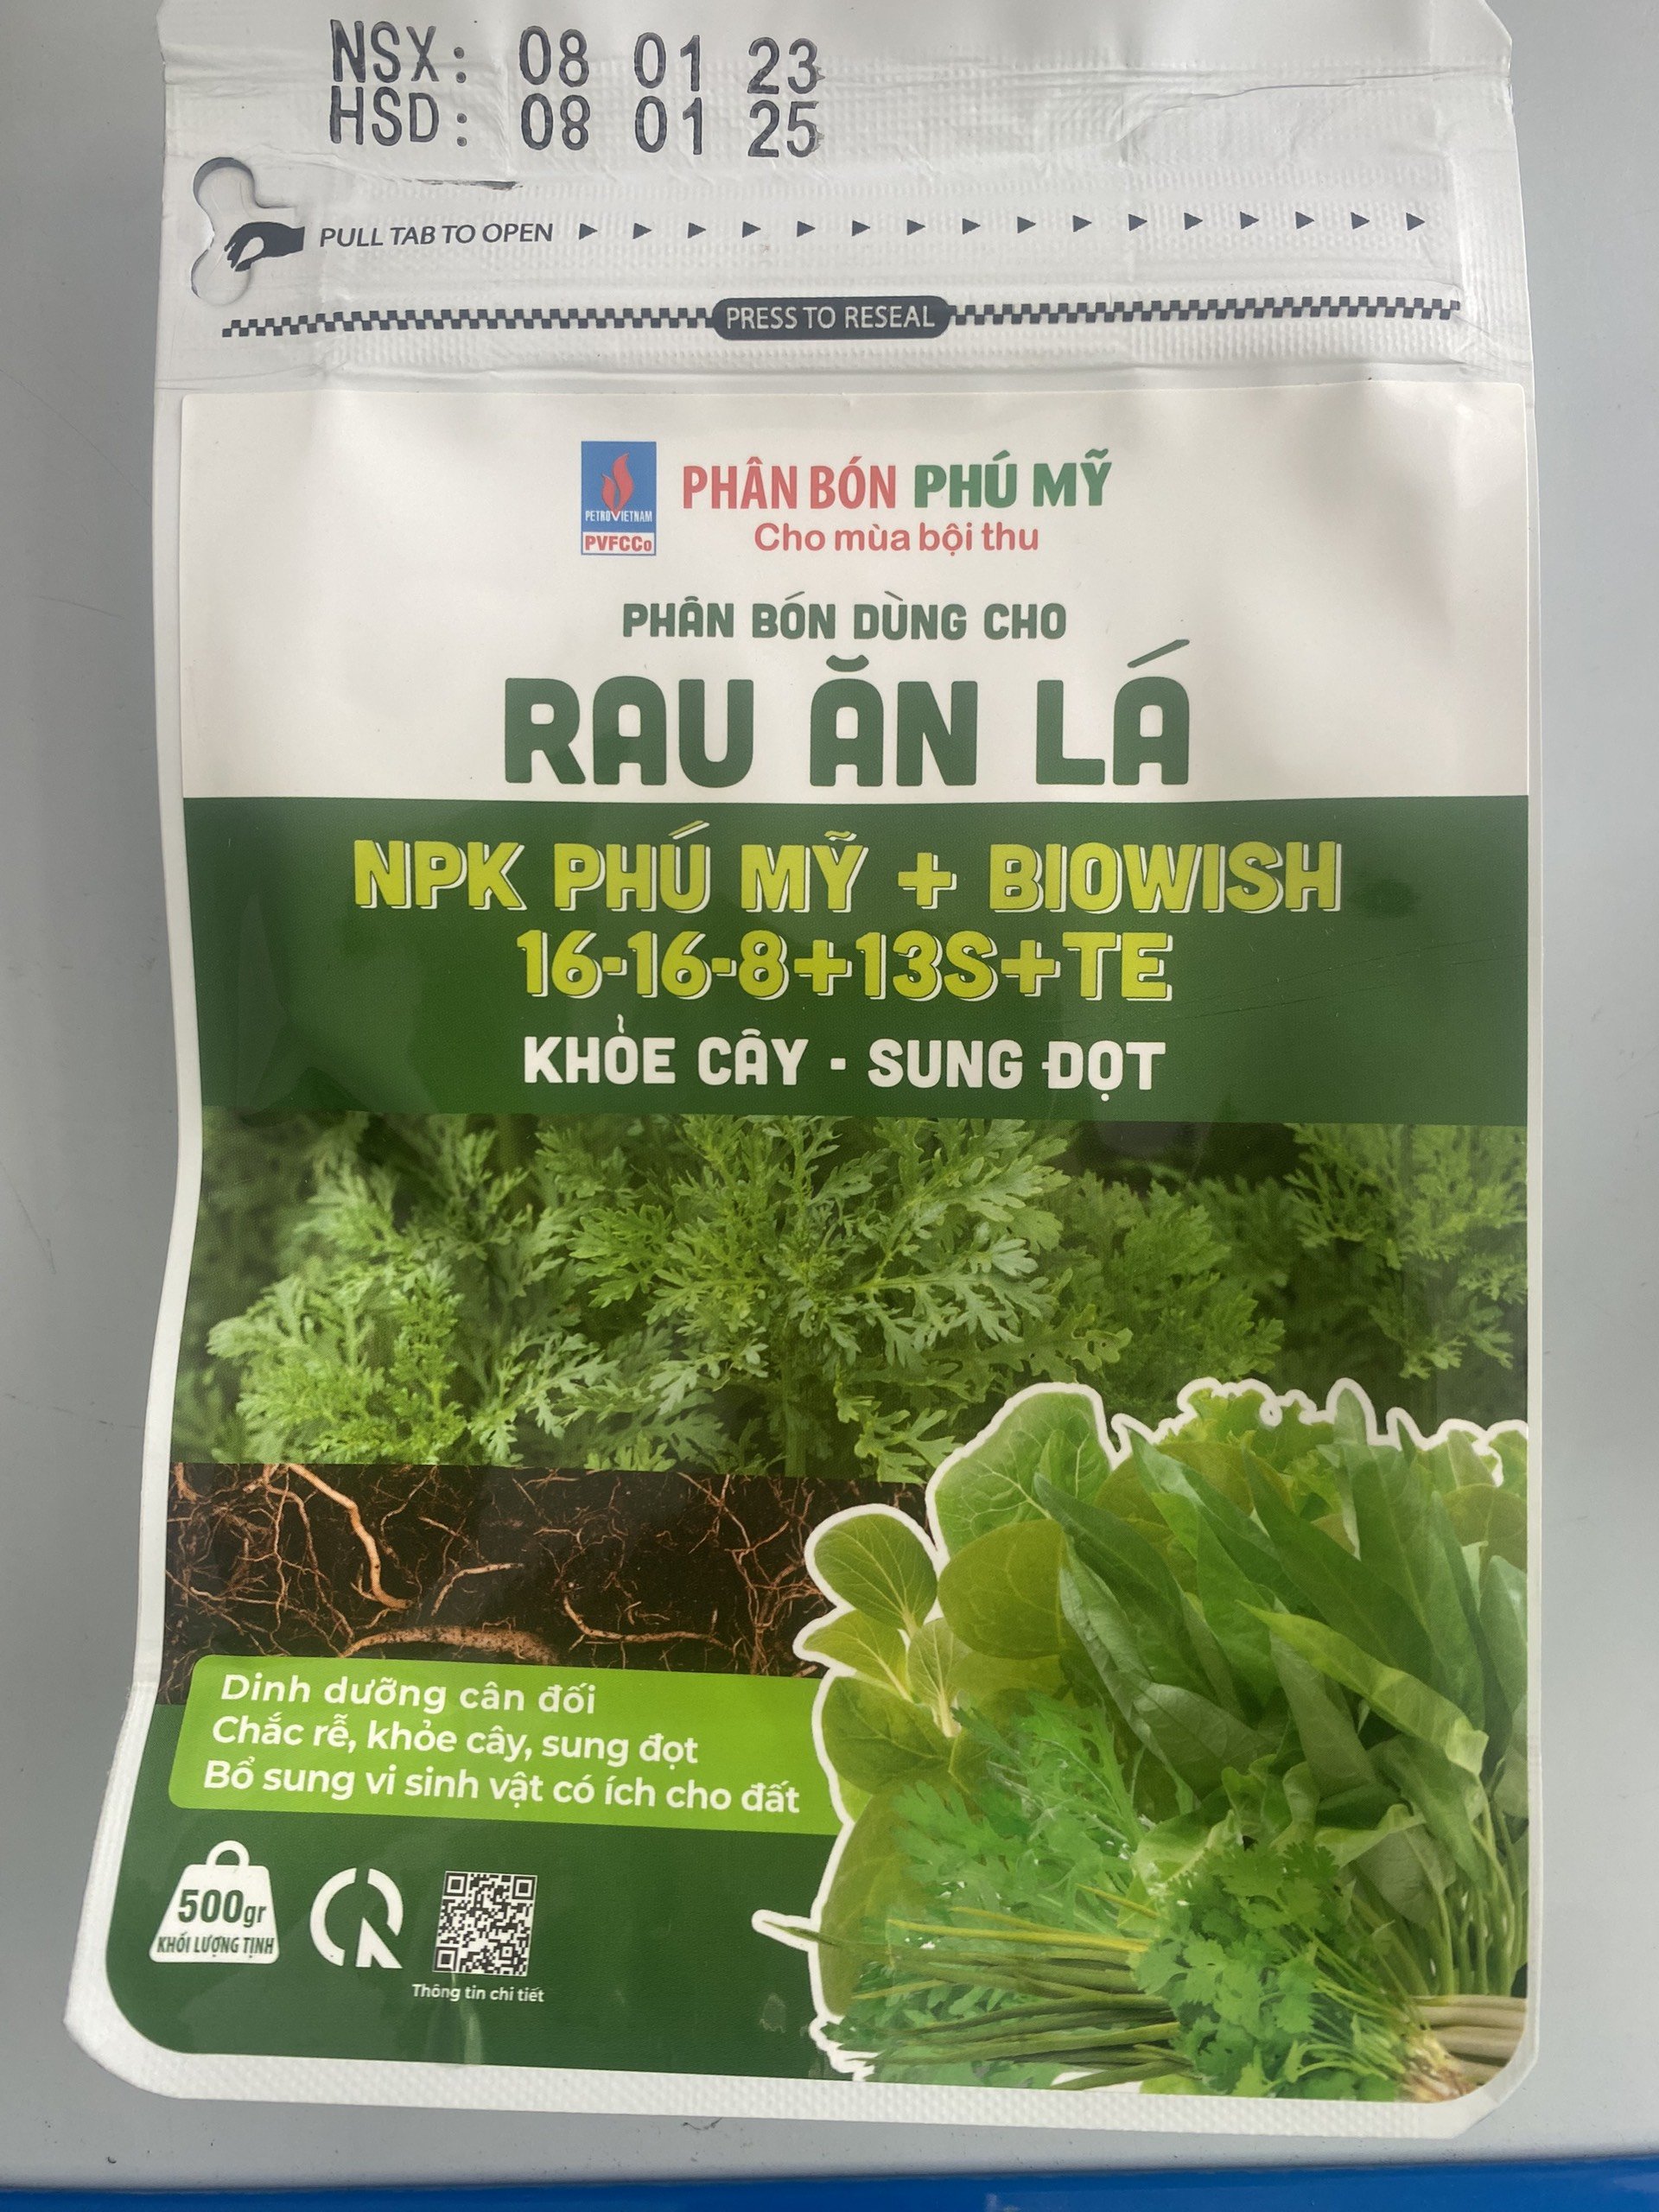 NSX: 08 01 23
HSD: 08 01 25
PULL TAB TO OPEN
PRESS TO RESEAL
PETROVIETNAM
PVFCCo
PHÂN BÓN PHÚ MỸ
Cho mùa bội thu
PHÂN BÓN DÙNG CHO
RAU ĂN LÁ
NPK PHÚ MỸ + BIOWISH
16-16-8+13S+TE
KHỎE CÂY - SUNG ĐỌT
Dinh dưỡng cân đối
Chắc rễ, khỏe cây, sung đọt
Bổ sung vi sinh vật có ích cho đất
500gr
KHỐI LƯỢNG TỊNH
Thông tin chi tiết